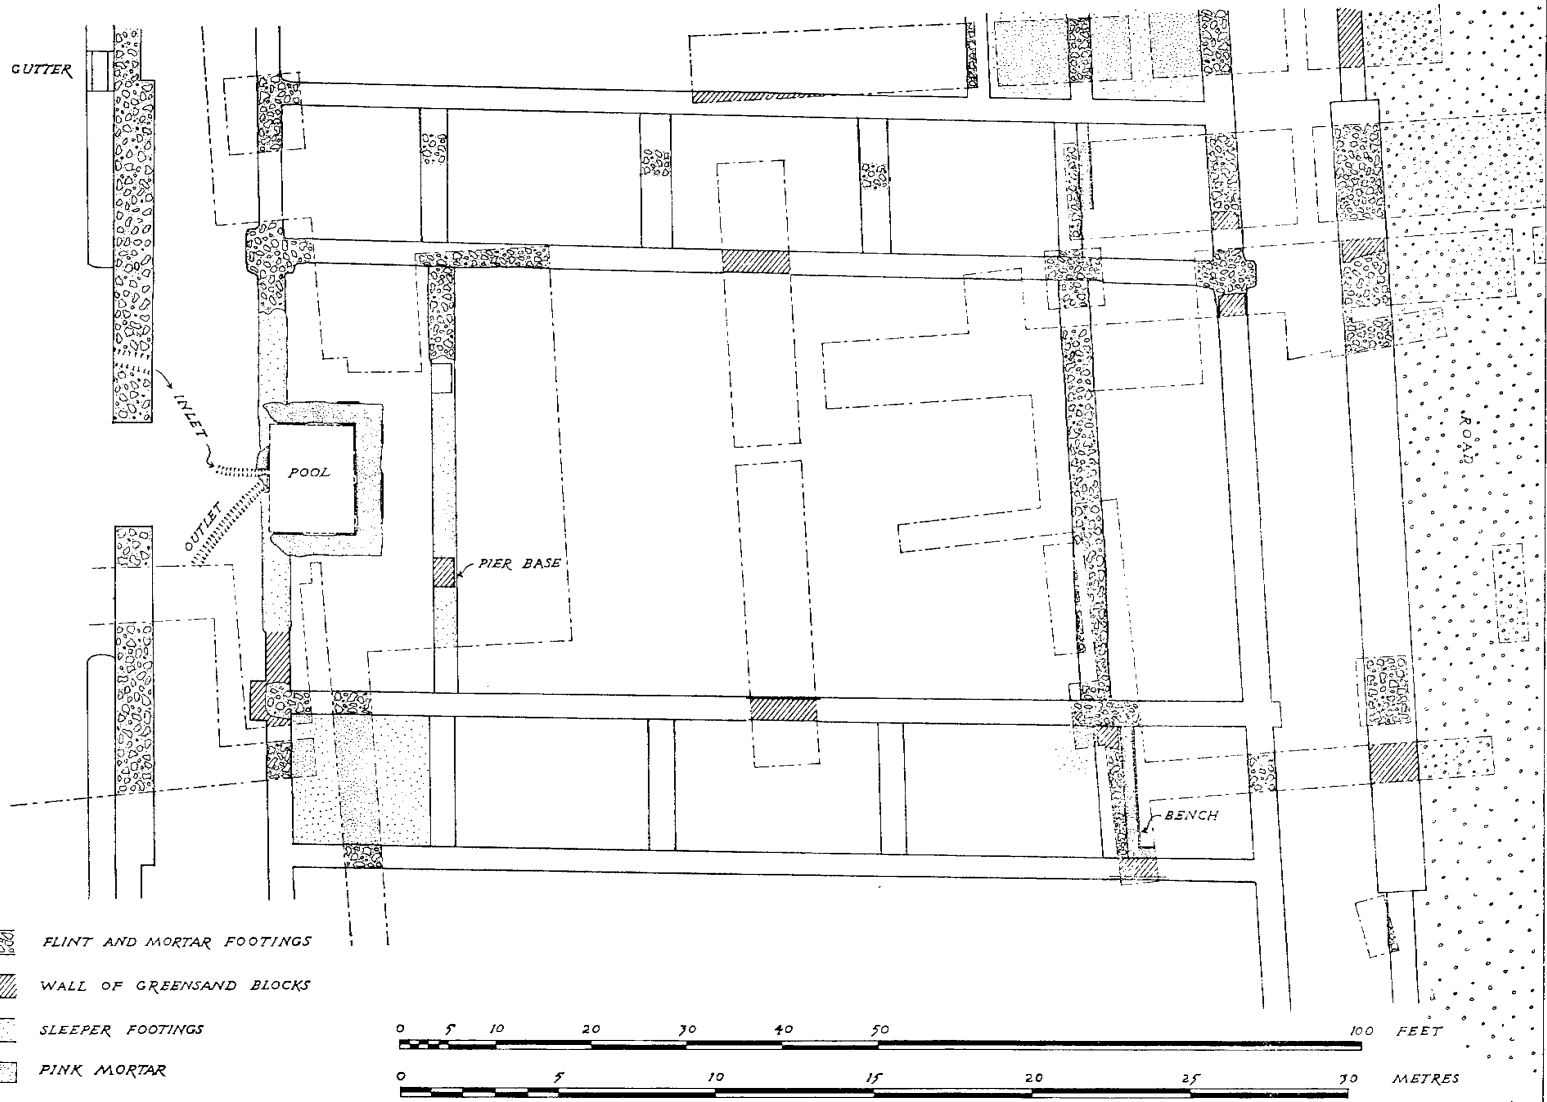 GUTTER
INLET
POOL
OUTLET
PIER BASE
ROAD
BENCH
FLINT AND MORTAR FOOTINGS
WALL OF GREENSAND BLOCKS
SLEEPER FOOTINGS
PINK MORTAR
0 5 10 20 30 40 50 100 FEET
0 5 10 15 20 25 30 METRES